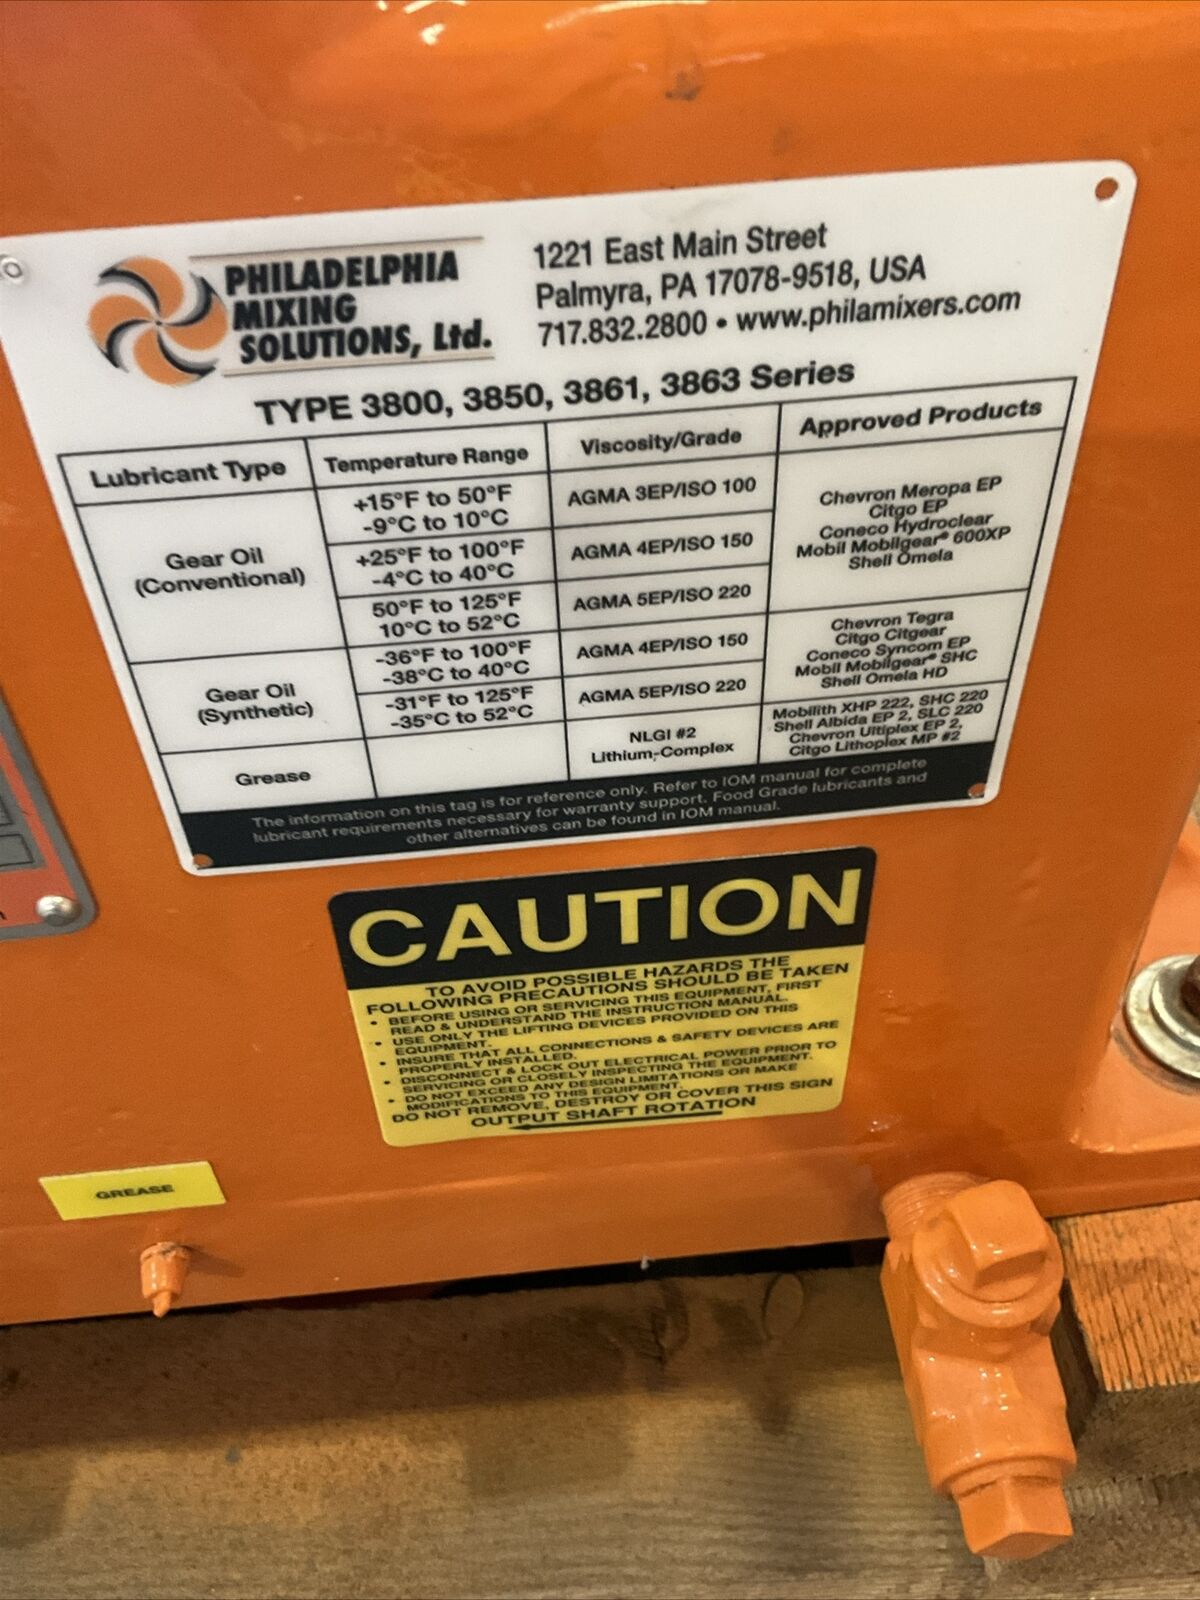 PHILADELPHIA
MIXING
SOLUTIONS, Ltd.
1221 East Main Street
Palmyra, PA 17078-9518, USA
717.832.2800 • www.philamixers.com
TYPE 3800, 3850, 3861, 3863 Series
Lubricant Type
Temperature Range
Viscosity/Grade
Approved Products
Gear Oil
(Conventional)
+15°F to 50°F
-9°C to 10°C
AGMA 3EP/ISO 100
+25°F to 100°F
-4°C to 40°C
AGMA 4EP/ISO 150
50°F to 125°F
10°C to 52°C
AGMA 5EP/ISO 220
Chevron Meropa EP
Citgo EP
Coneco Hydroclear
Mobil Mobilgear® 600XP
Shell Omela
Gear Oil
(Synthetic)
-36°F to 100°F
-38°C to 40°C
AGMA 4EP/ISO 150
-31°F to 125°F
-35°C to 52°C
AGMA 5EP/ISO 220
Chevron Tegra
Citgo Citgear
Coneco Syncom EP
Mobil Mobilgear® SHC
Shell Omela HD
Grease
NLGI #2
Lithium-Complex
Mobilith XHP 222, SHC 220
Shell Albida EP 2, SLC 220
Chevron Ultiplex EP 2,
Citgo Lithoplex MP #2
The information on this tag is for reference only. Refer to IOM manual for complete
lubricant requirements necessary for warranty support. Food Grade lubricants and
other alternatives can be found in IOM manual.
CAUTION
TO AVOID POSSIBLE HAZARDS THE
FOLLOWING PRECAUTIONS SHOULD BE TAKEN
• BEFORE USING OR SERVICING THIS EQUIPMENT, FIRST
READ & UNDERSTAND THE INSTRUCTION MANUAL.
• USE ONLY THE LIFTING DEVICES PROVIDED ON THIS
EQUIPMENT.
• INSURE THAT ALL CONNECTIONS & SAFETY DEVICES ARE
PROPERLY INSTALLED.
• DISCONNECT & LOCK OUT ELECTRICAL POWER PRIOR TO
SERVICING OR CLOSELY INSPECTING THE EQUIPMENT.
• DO NOT EXCEED ANY DESIGN LIMITATIONS OR MAKE
MODIFICATIONS TO THIS EQUIPMENT.
DO NOT REMOVE, DESTROY OR COVER THIS SIGN
OUTPUT SHAFT ROTATION
GREASE